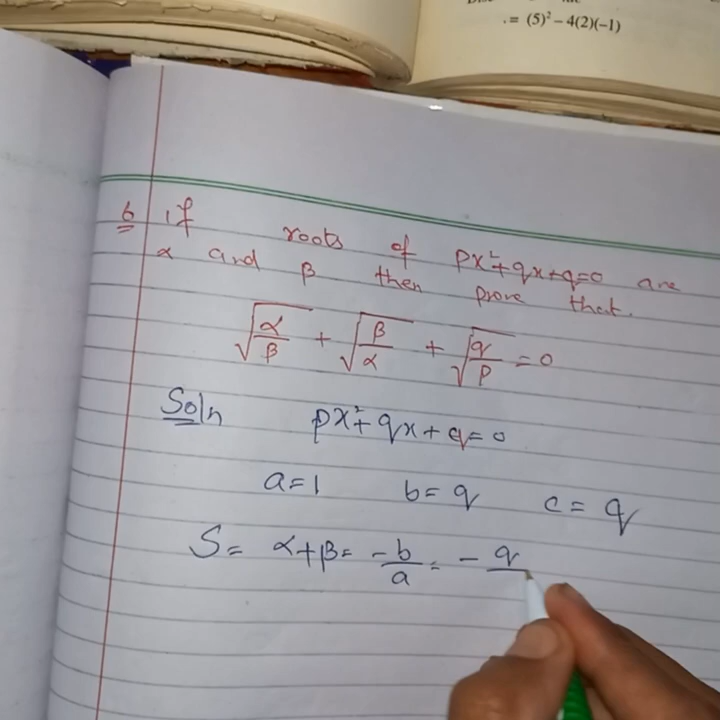 = (5)² – 4(2)(–1)
6 If roots of px²+qx+q=0 are
α and β then prove that.
√(α/β) + √(β/α) + √(q/p) = 0
Soln px²+qx+q=0
a=1 b=q c=q
S= α+β= -b/a = - q